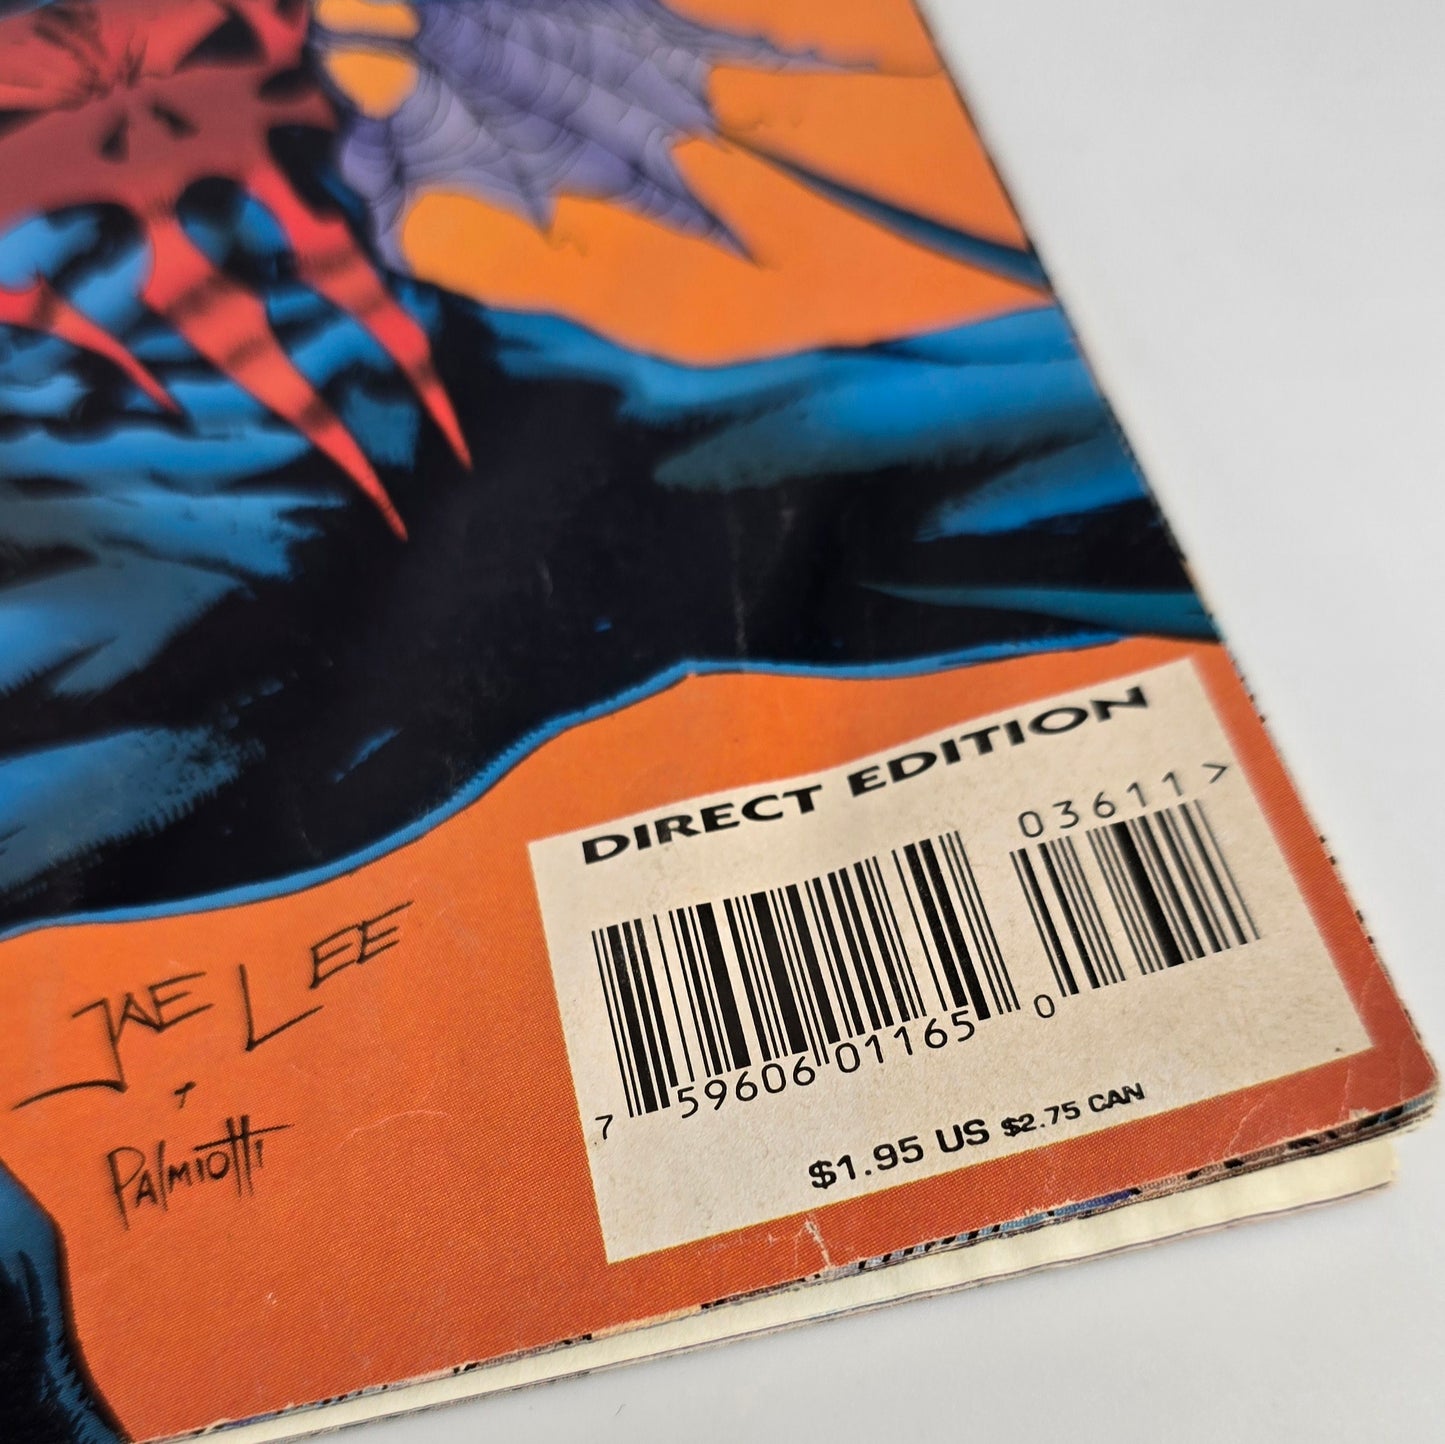 DIRECT EDITION
03611 >
7 59606 01165 0
$1.95 US $2.75 CAN
JAE LEE
+
PALMIOTTI